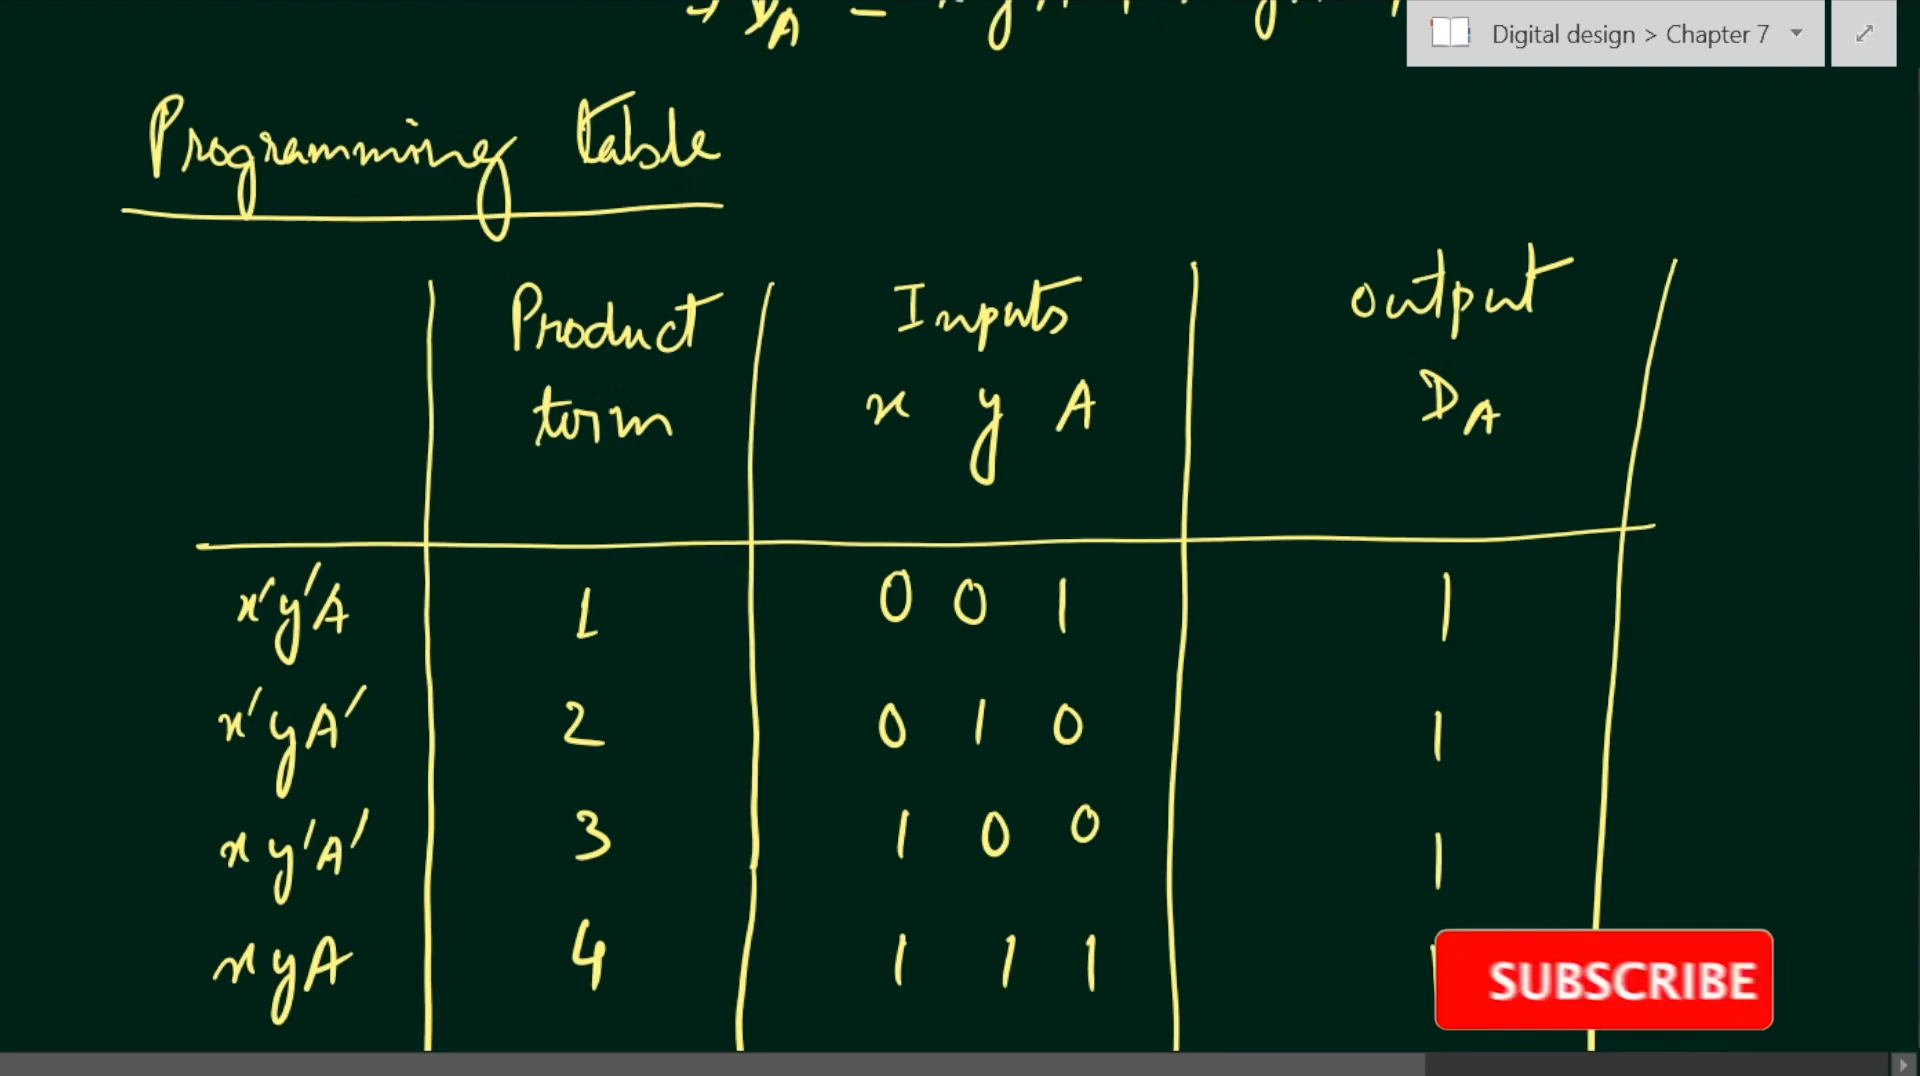 Digital design > Chapter 7
Programming table
Product term | Inputs x y A | output D_A
x'y'A | 1 | 0 0 1 | 1
x'yA' | 2 | 0 1 0 | 1
xy'A' | 3 | 1 0 0 | 1
xyA | 4 | 1 1 1
SUBSCRIBE